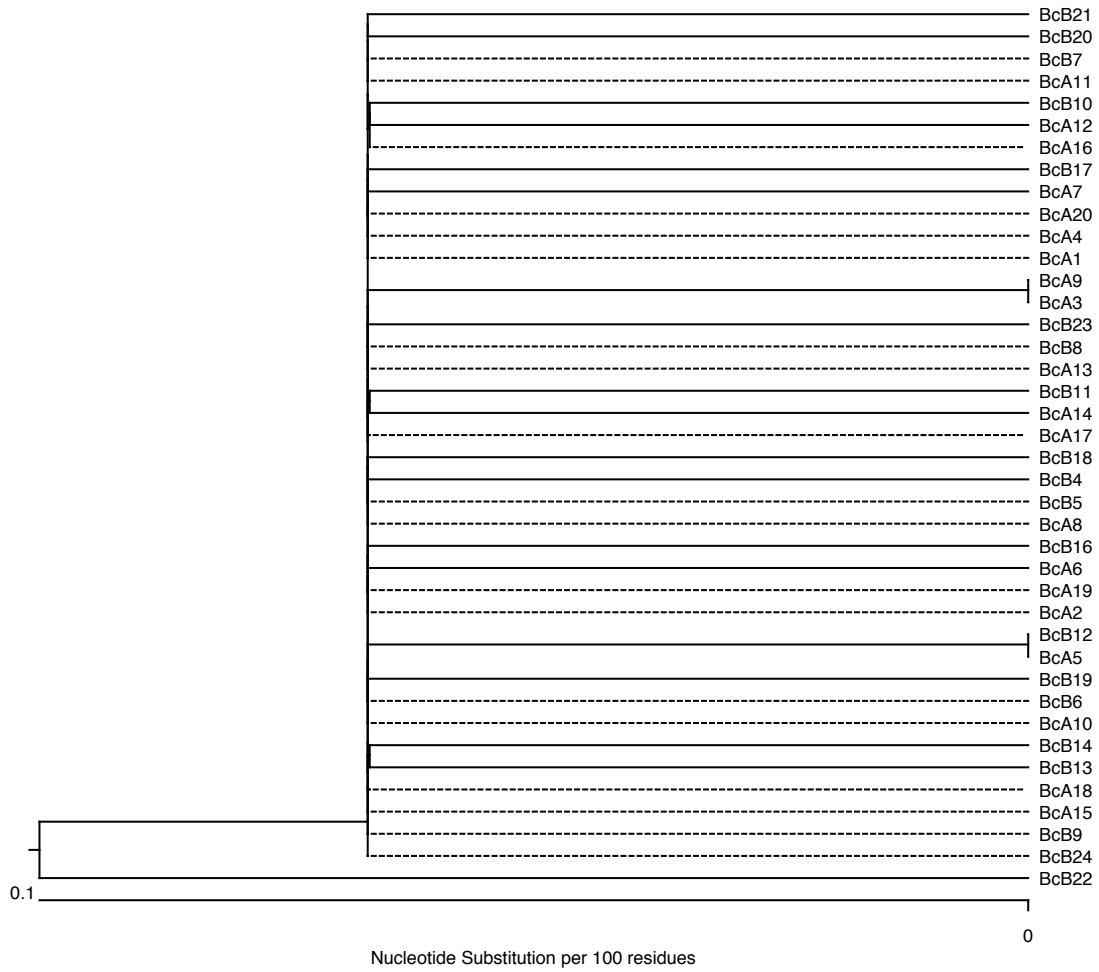 BcB21
BcB20
BcB7
BcA11
BcB10
BcA12
BcA16
BcB17
BcA7
BcA20
BcA4
BcA1
BcA9
BcA3
BcB23
BcB8
BcA13
BcB11
BcA14
BcA17
BcB18
BcB4
BcB5
BcA8
BcB16
BcA6
BcA19
BcA2
BcB12
BcA5
BcB19
BcB6
BcA10
BcB14
BcB13
BcA18
BcA15
BcB9
BcB24
BcB22
0.1
0
Nucleotide Substitution per 100 residues